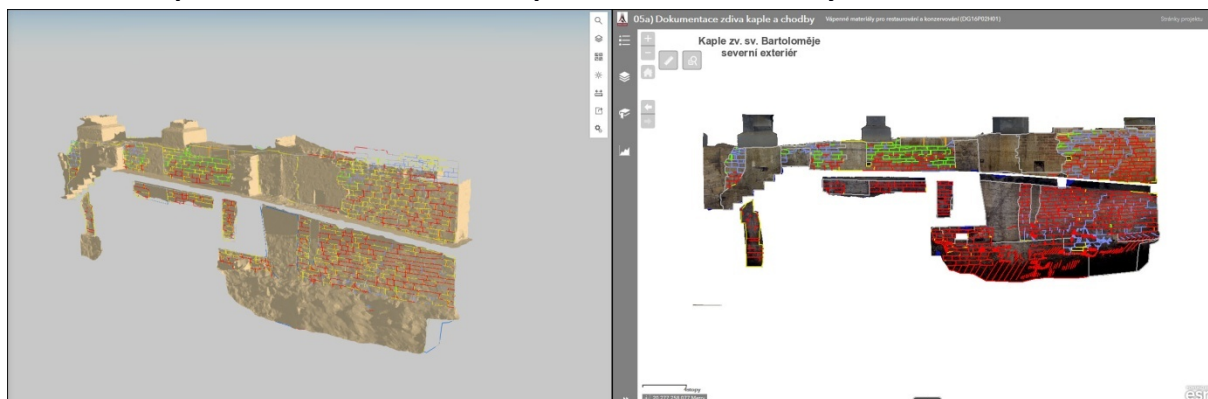 05a) Dokumentace zdiva kaple a chodby
Vápenné materiály pro restaurování a konzervování (DG16P02H01)
Stránky projektu
Kaple zv. sv. Bartoloměje
severní exteriér
stopy
esri